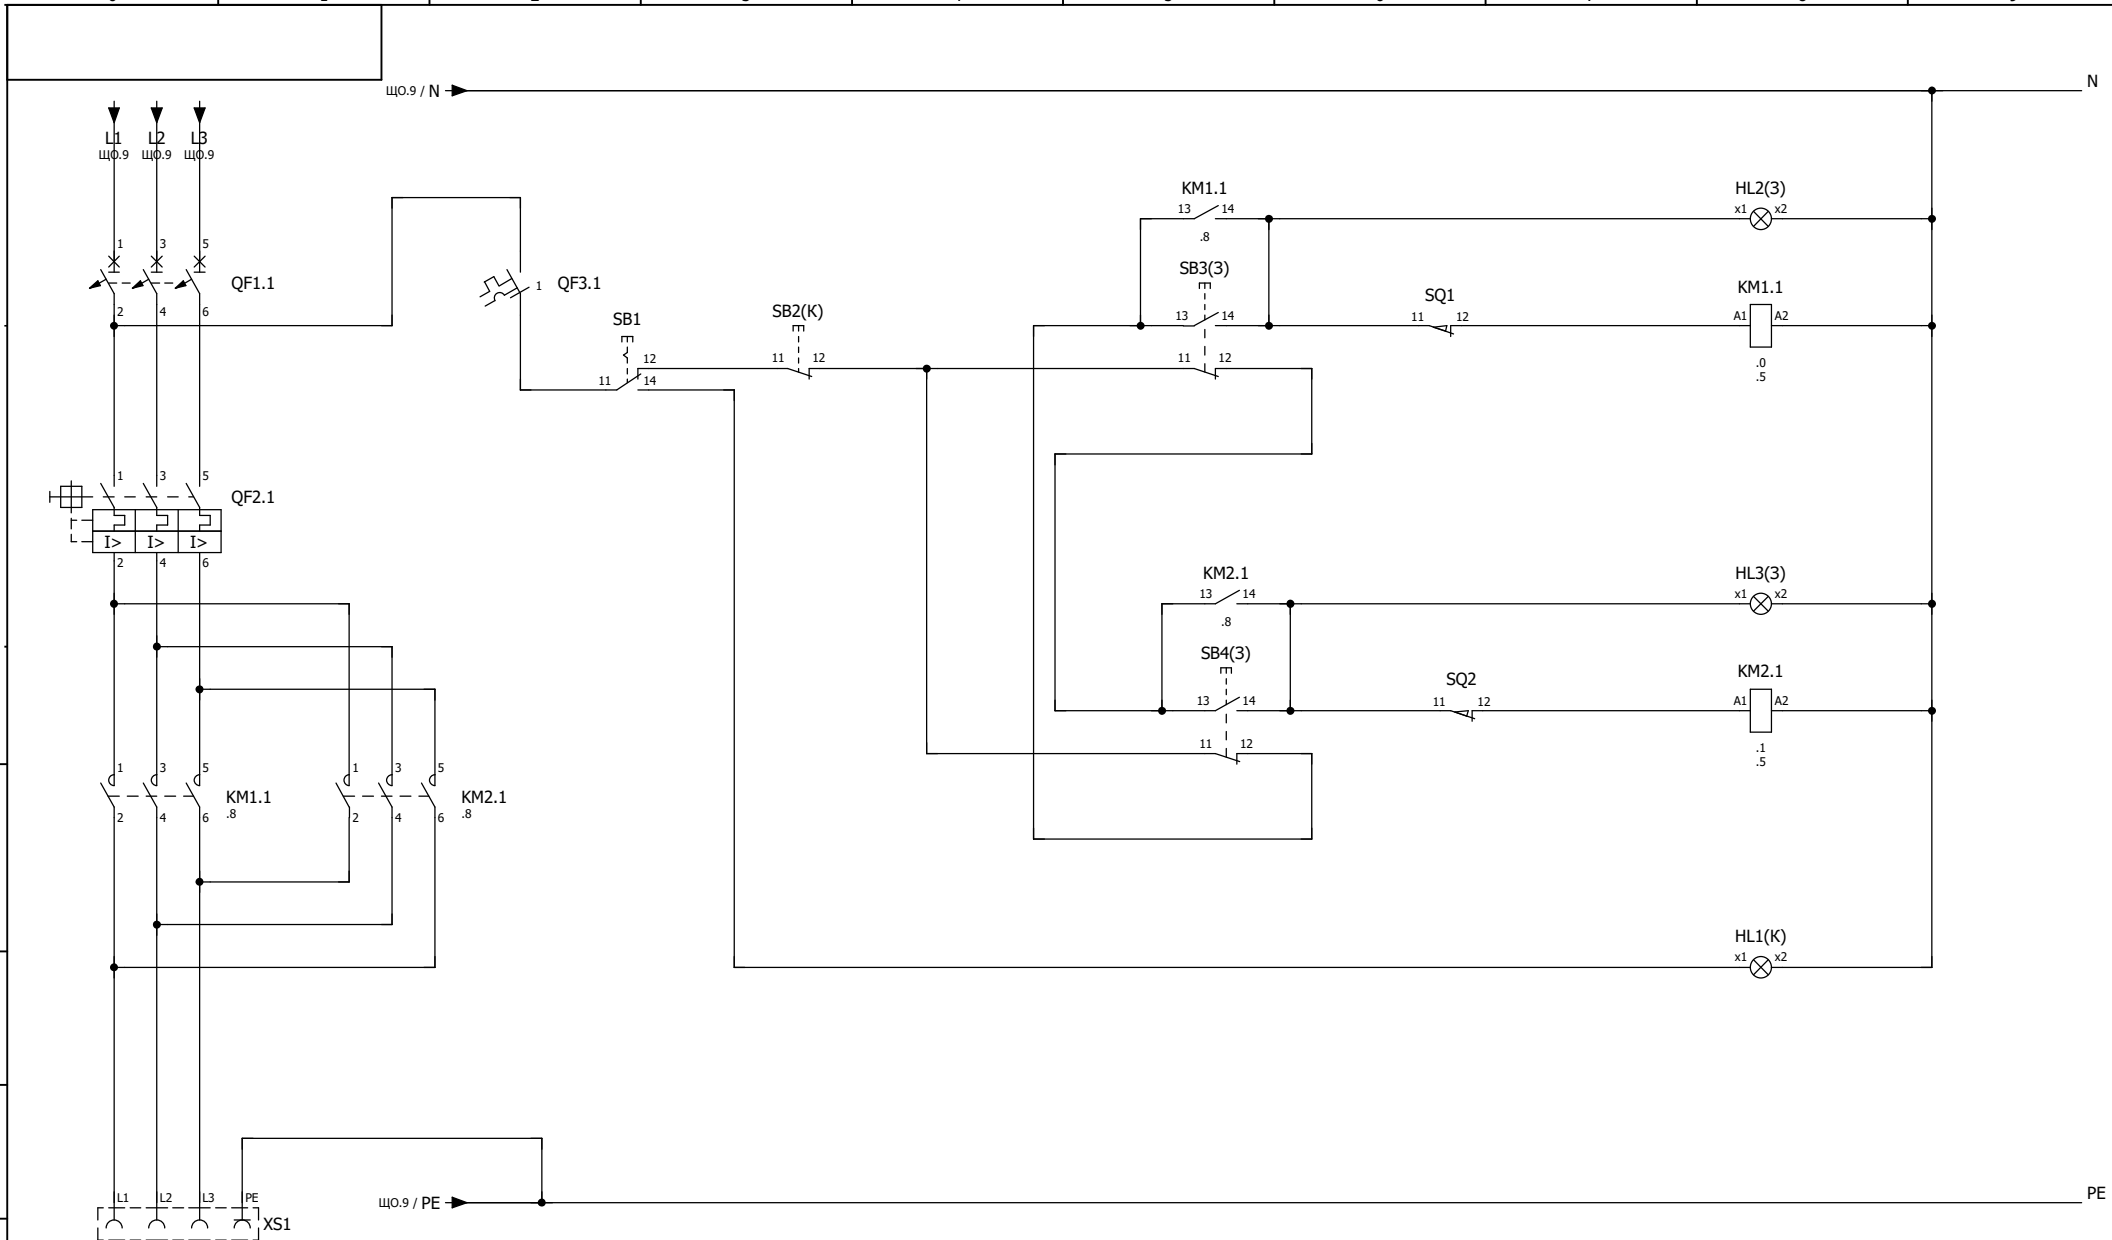 ЩО.9 / N
N
L1
L2
L3
ЩО.9
ЩО.9
ЩО.9
KM1.1
13
14
.8
HL2(З)
x1
x2
1
3
5
QF1.1
2
4
6
1
QF3.1
SB3(З)
13
14
11
12
SQ1
11
12
KM1.1
A1
A2
.0
.5
SB1
12
11
14
SB2(К)
11
12
1
3
5
QF2.1
I>
I>
I>
2
4
6
KM2.1
13
14
.8
HL3(З)
x1
x2
SB4(З)
13
14
11
12
SQ2
11
12
KM2.1
A1
A2
.1
.5
1
3
5
KM1.1
.8
2
4
6
1
3
5
KM2.1
.8
2
4
6
HL1(К)
x1
x2
L1
L2
L3
PE
XS1
ЩО.9 / PE
PE